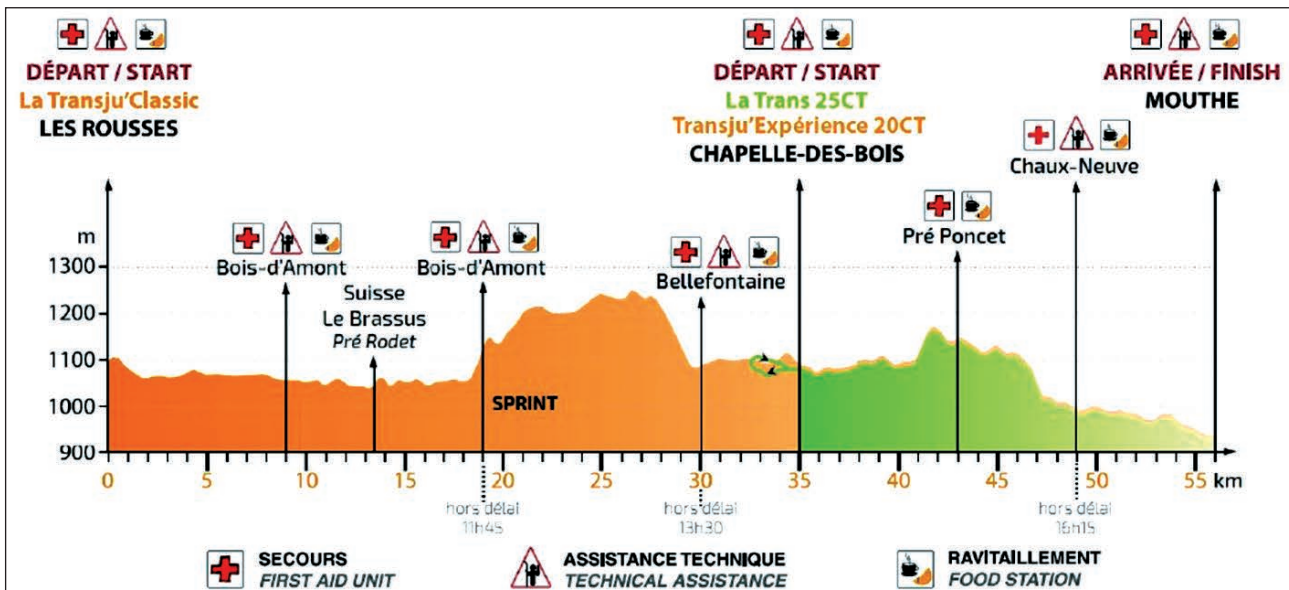 DÉPART / START
La Transju'Classic
LES ROUSSES
DÉPART / START
La Trans 25CT
Transju'Expérience 20CT
CHAPELLE-DES-BOIS
ARRIVÉE / FINISH
MOUTHE
Chaux-Neuve
Pré Poncet
Bois-d'Amont
Bois-d'Amont
Bellefontaine
Suisse
Le Brassus
Pré Rodet
m
1300
1200
1100
1000
900
SPRINT
0 5 10 15 20 25 30 35 40 45 50 55 km
hors délai
11h45
hors délai
13h30
hors délai
16h15
SECOURS
FIRST AID UNIT
ASSISTANCE TECHNIQUE
TECHNICAL ASSISTANCE
RAVITAILLEMENT
FOOD STATION